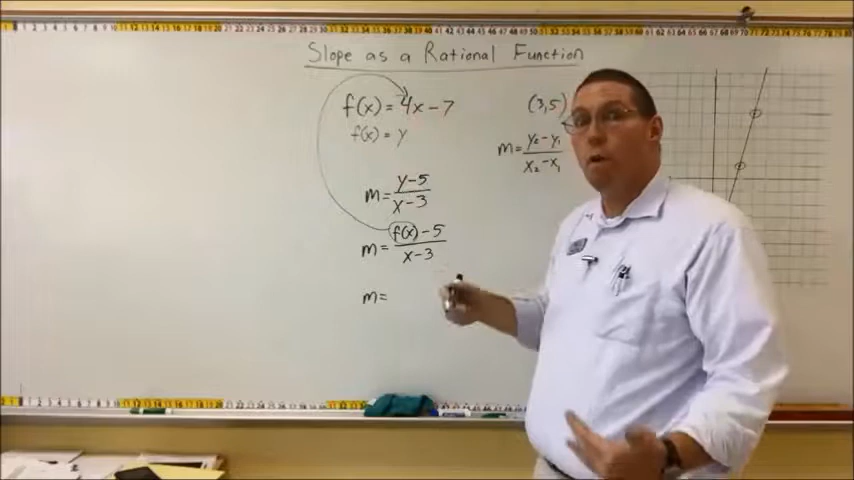 Slope as a Rational Function
f(x) = 4x - 7
f(x) = y
(3,5)
m = y₂ - y₁ / x₂ - x₁
m = y - 5 / x - 3
m = f(x) - 5 / x - 3
m =